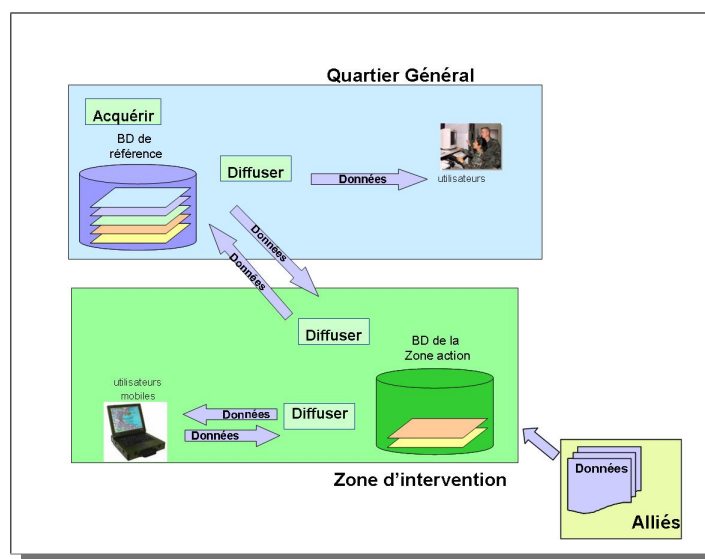 Quartier Général
Acquérir
BD de
référence
Diffuser
Données
utilisateurs
Données
Données
Diffuser
BD de la
Zone action
utilisateurs
mobiles
Données
Diffuser
Données
Zone d'intervention
Données
Alliés